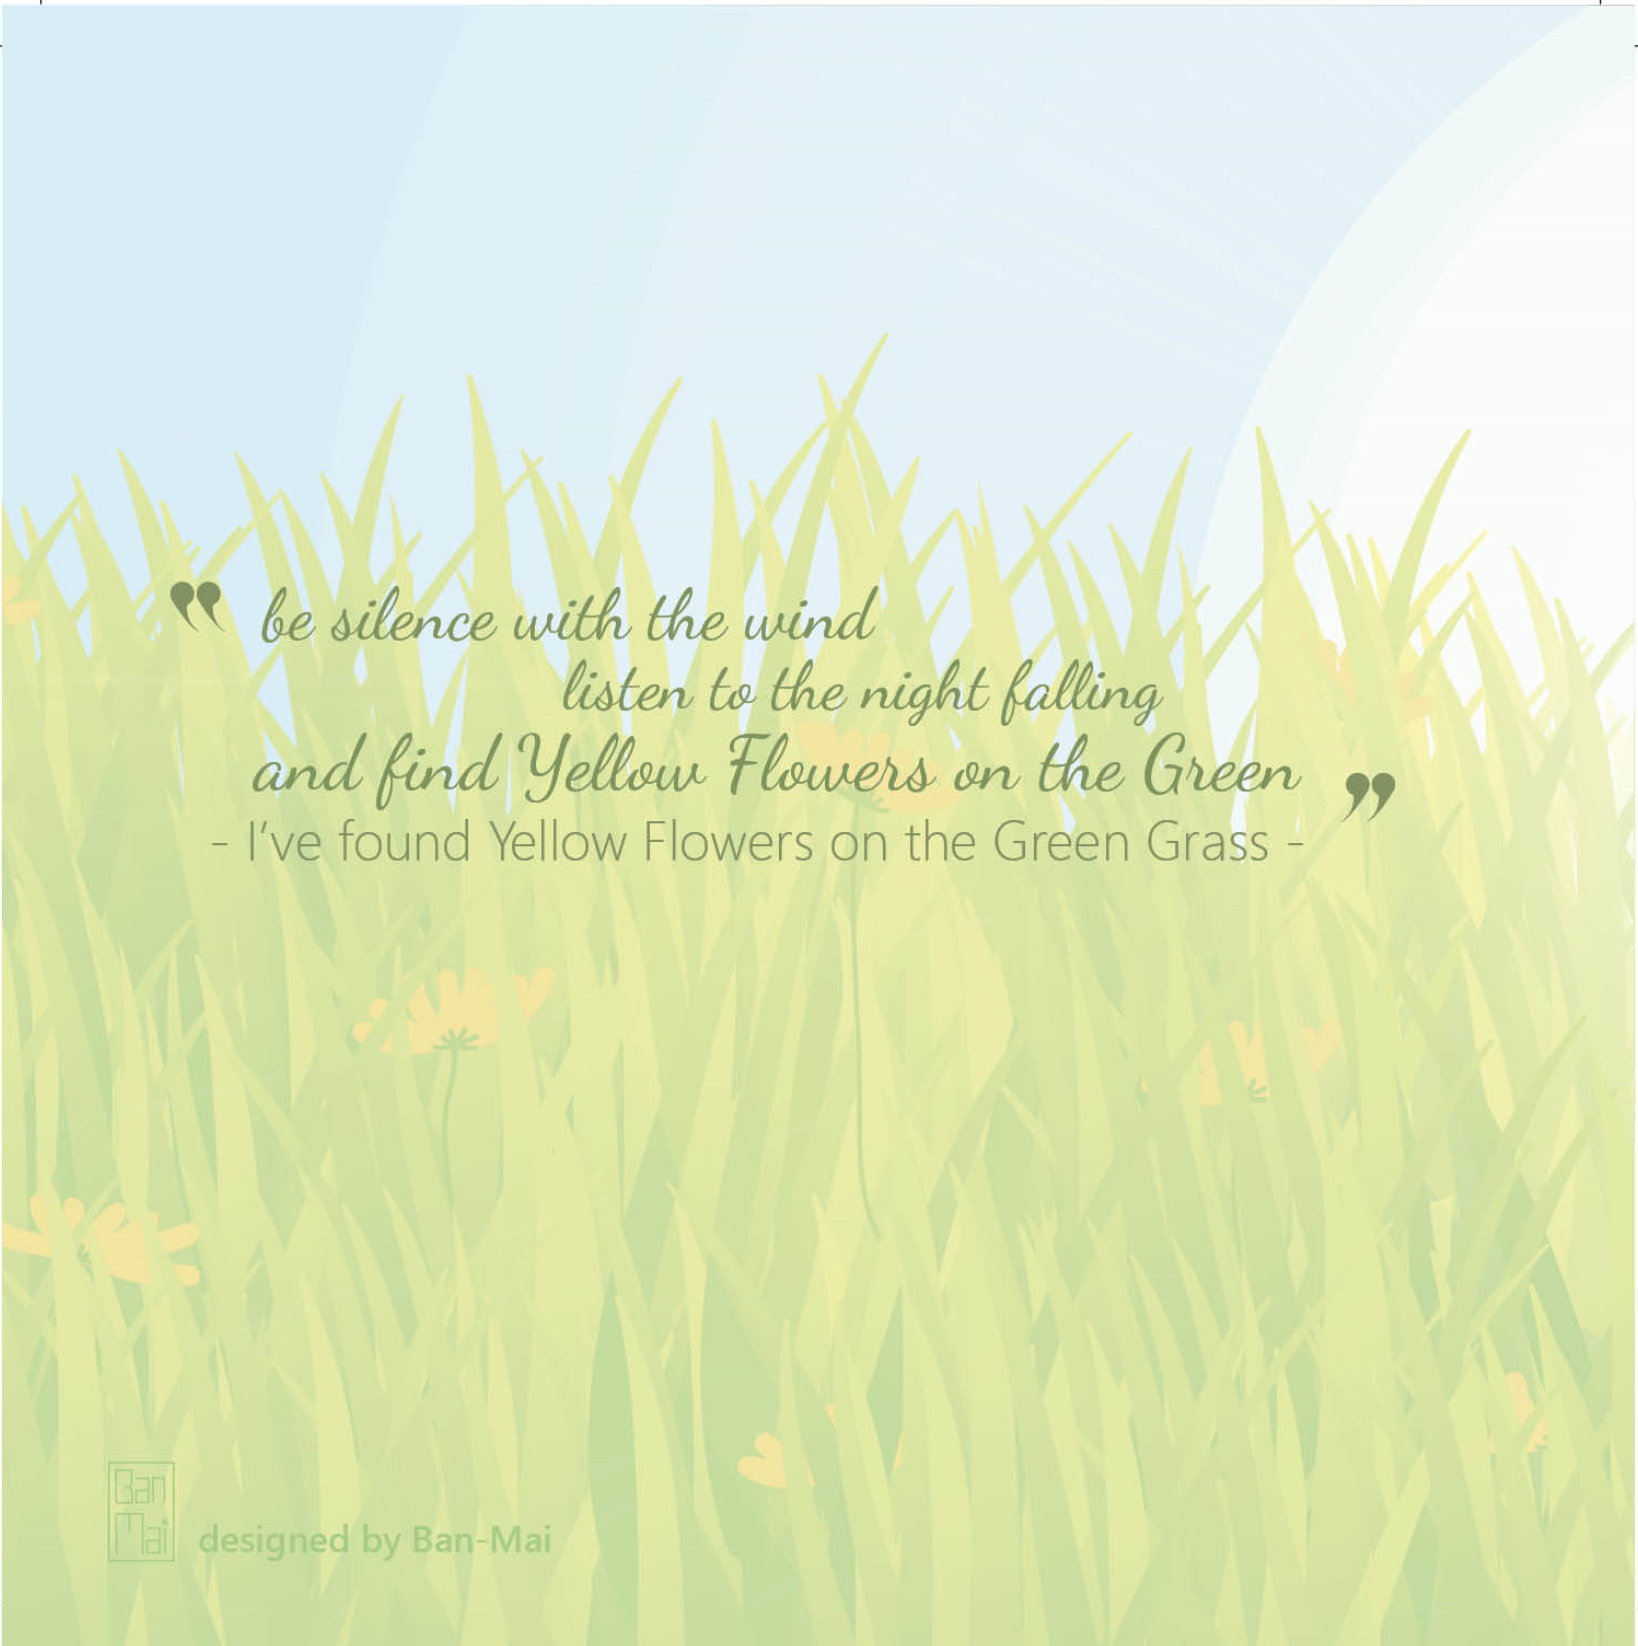 " be silence with the wind
listen to the night falling
and find Yellow Flowers on the Green "
- I've found Yellow Flowers on the Green Grass -
Ban
Mai
designed by Ban-Mai